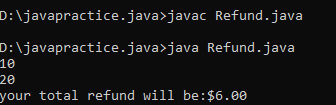 D:\javapractice.java>javac Refund.java
D:\javapractice.java>java Refund.java
10
20
your total refund will be:$6.00